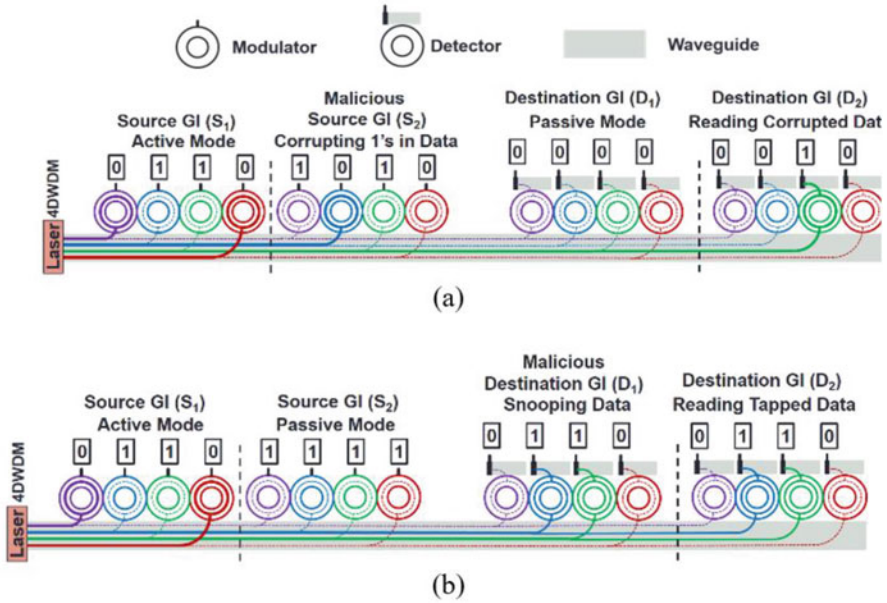 Modulator
Detector
Waveguide
Source GI (S1)
Active Mode
Malicious
Source GI (S2)
Corrupting 1's in Data
Destination GI (D1)
Passive Mode
Destination GI (D2)
Reading Corrupted Dat
0 1 1 0
1 0 1 0
0 0 0 0
0 0 1 0
Laser
4DWDM
(a)
Source GI (S1)
Active Mode
Source GI (S2)
Passive Mode
Malicious
Destination GI (D1)
Snooping Data
Destination GI (D2)
Reading Tapped Data
0 1 1 0
1 1 1 1
0 1 1 0
0 1 1 0
Laser
4DWDM
(b)